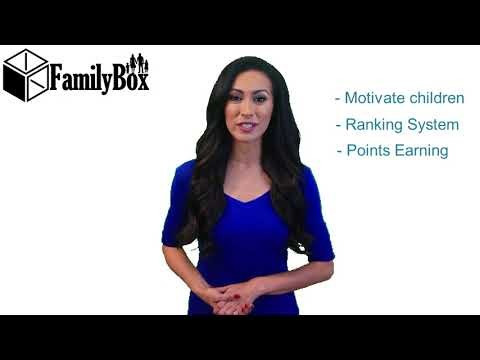 FamilyBox
- Motivate children
- Ranking System
- Points Earning